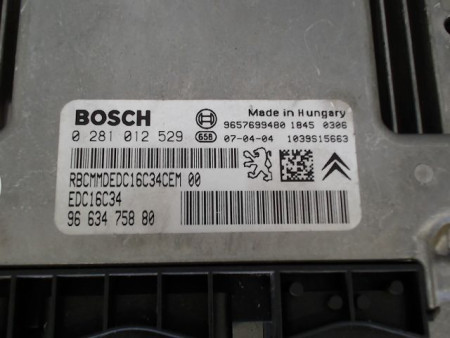 BOSCH
Made in Hungary
9657699480 1845 0306
0 281 012 529 658 07-04-04 1039S15663
RBCMMDEDC16C34CEM 00
EDC16C34
96 634 758 80